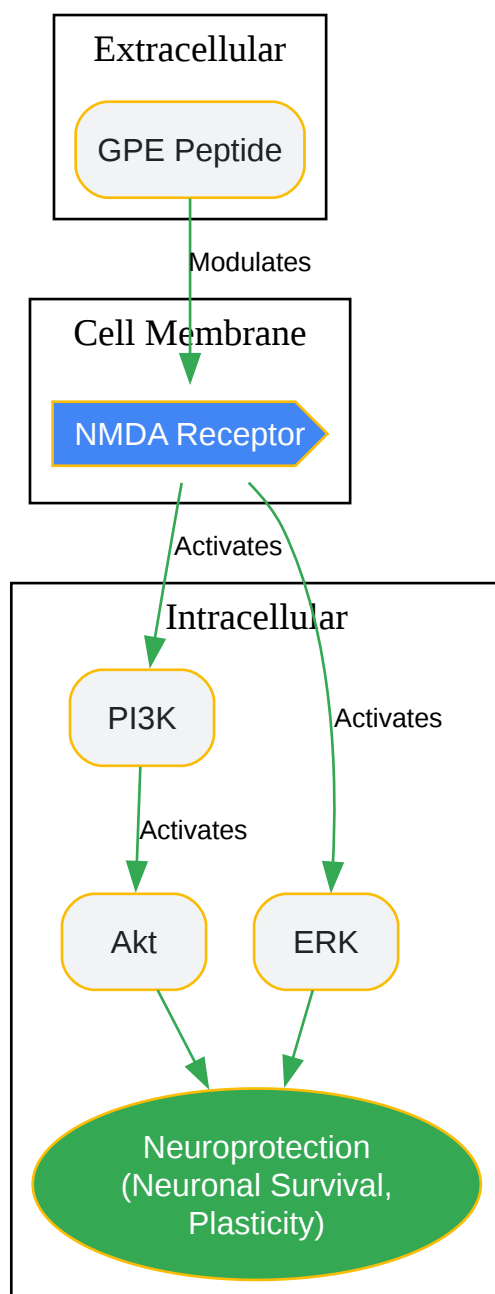 Extracellular
GPE Peptide
Modulates
Cell Membrane
NMDA Receptor
Activates
Intracellular
PI3K
Activates
Activates
Akt
ERK
Neuroprotection
(Neuronal Survival,
Plasticity)